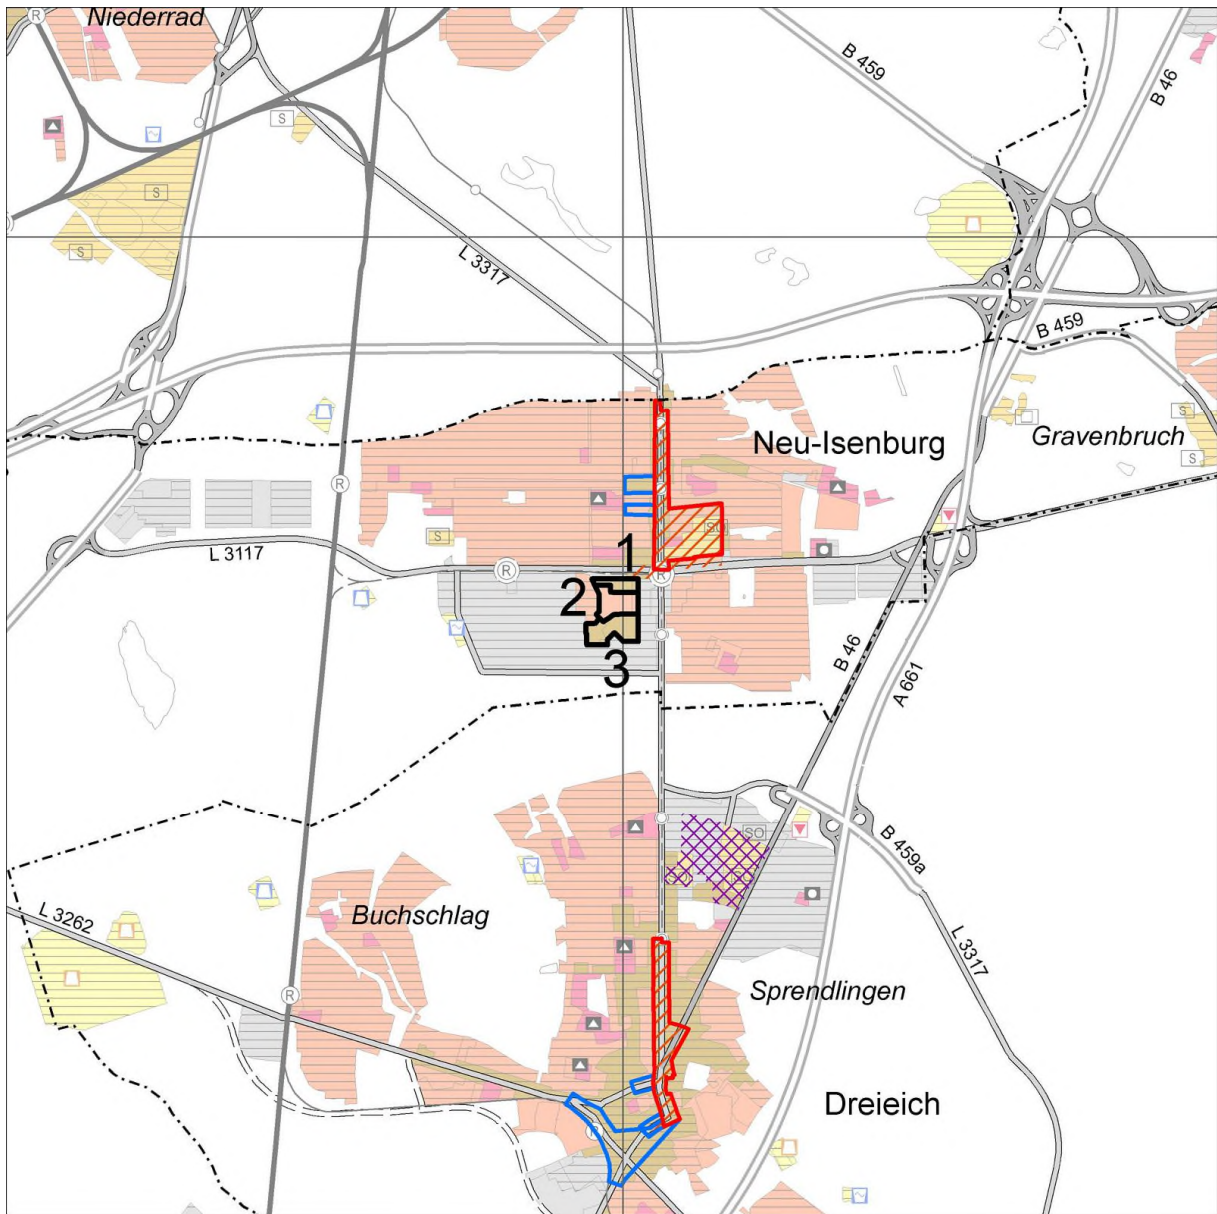 Niederrad
R
B 459
B 46
S
S
S
L 3317
B 459
Neu-Isenburg
Gravenbruch
S
S
R
S
SO
L 3117
R
1
R
2
3
B 46
A 661
SO
B 459a
L 3262
Buchschlag
L 3317
R
Sprendlingen
Dreieich
R